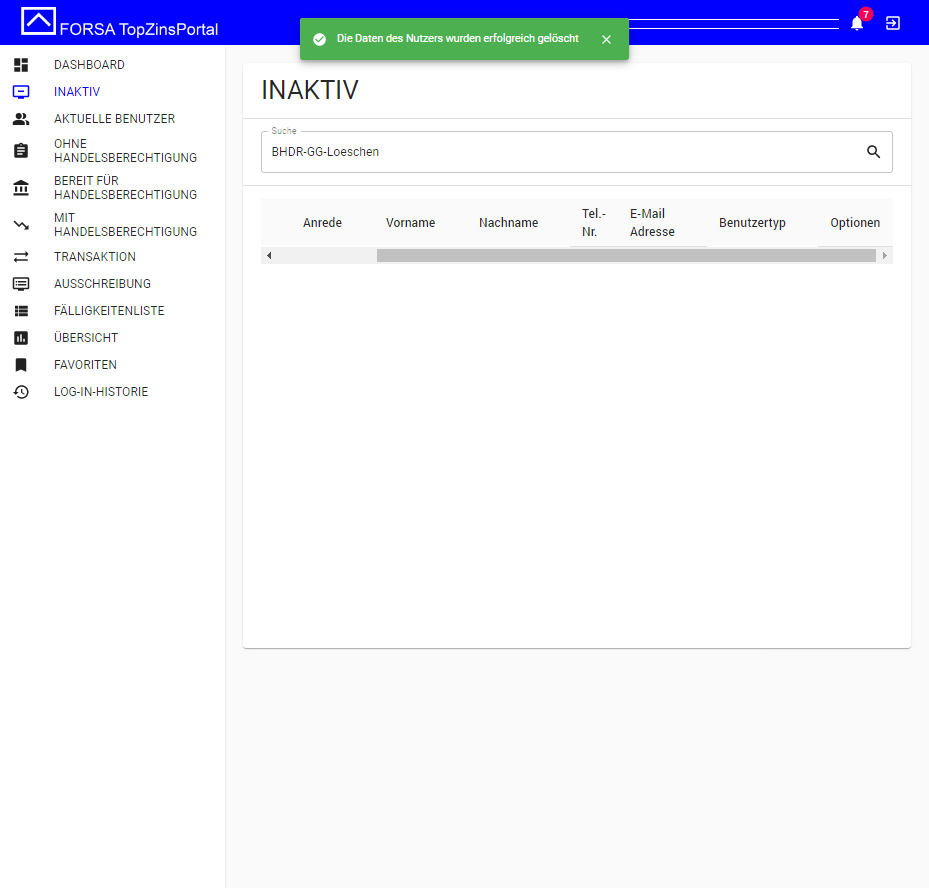 FORSA TopZinsPortal
Die Daten des Nutzers wurden erfolgreich gelöscht
7
DASHBOARD
INAKTIV
AKTUELLE BENUTZER
OHNE
HANDELSBERECHTIGUNG
BEREIT FÜR
HANDELSBERECHTIGUNG
MIT
HANDELSBERECHTIGUNG
TRANSAKTION
AUSSCHREIBUNG
FÄLLIGKEITENLISTE
ÜBERSICHT
FAVORITEN
LOG-IN-HISTORIE
INAKTIV
Suche
BHDR-GG-Loeschen
Anrede
Vorname
Nachname
Tel.-
Nr.
E-Mail
Adresse
Benutzertyp
Optionen